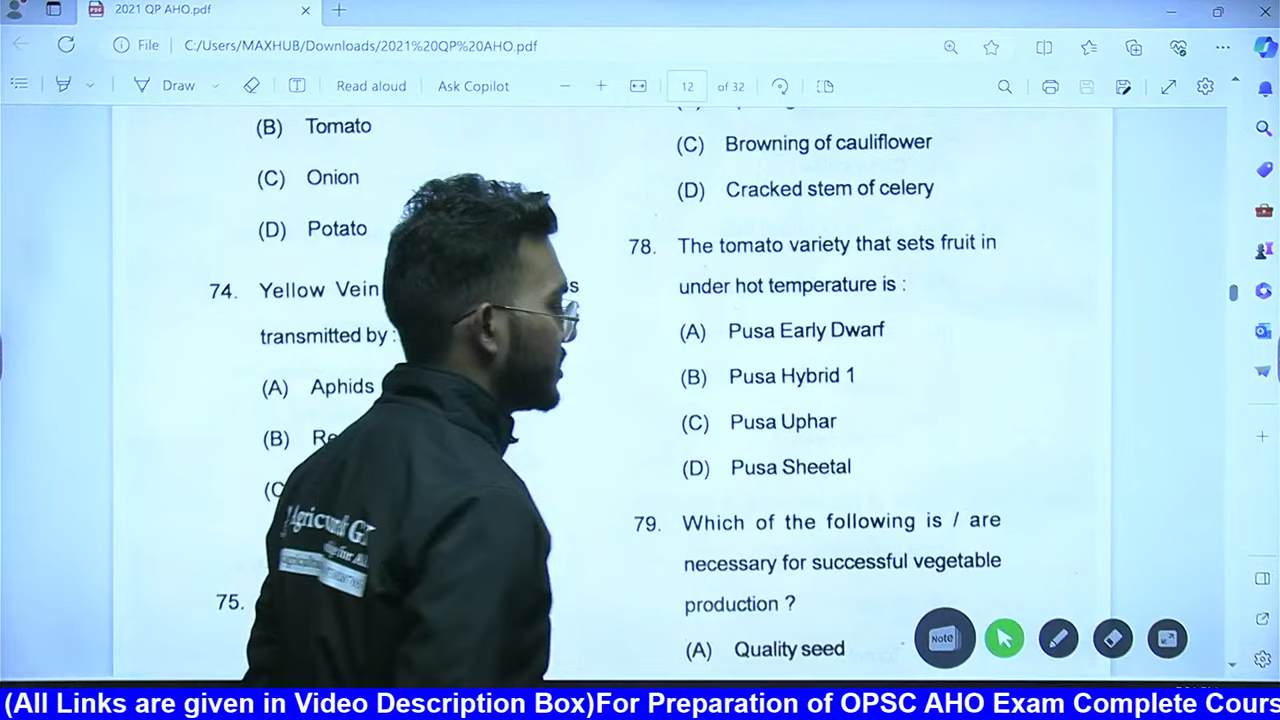 2021 QP AHO.pdf
File
C:/Users/MAXHUB/Downloads/2021%20QP%20AHO.pdf
Draw
Read aloud
Ask Copilot
12 of 32
(B) Tomato
(C) Onion
(D) Potato
74. Yellow Vein
transmitted by :
(A) Aphids
(B)
75.
(C) Browning of cauliflower
(D) Cracked stem of celery
78. The tomato variety that sets fruit in
under hot temperature is :
(A) Pusa Early Dwarf
(B) Pusa Hybrid 1
(C) Pusa Uphar
(D) Pusa Sheetal
79. Which of the following is / are
necessary for successful vegetable
production ?
(A) Quality seed
Note
(All Links are given in Video Description Box)For Preparation of OPSC AHO Exam Complete Cours